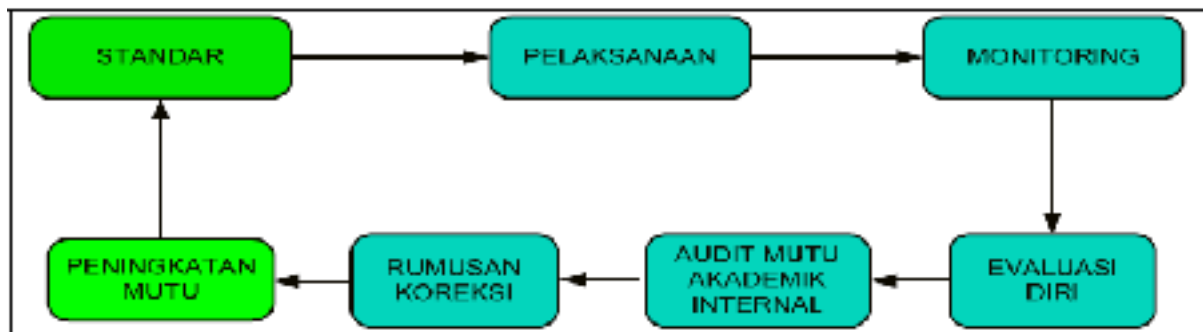 STANDAR
PELAKSANAAN
MONITORING
PENINGKATAN
MUTU
RUMUSAN
KOREKSI
AUDIT MUTU
AKADEMIK
INTERNAL
EVALUASI
DIRI